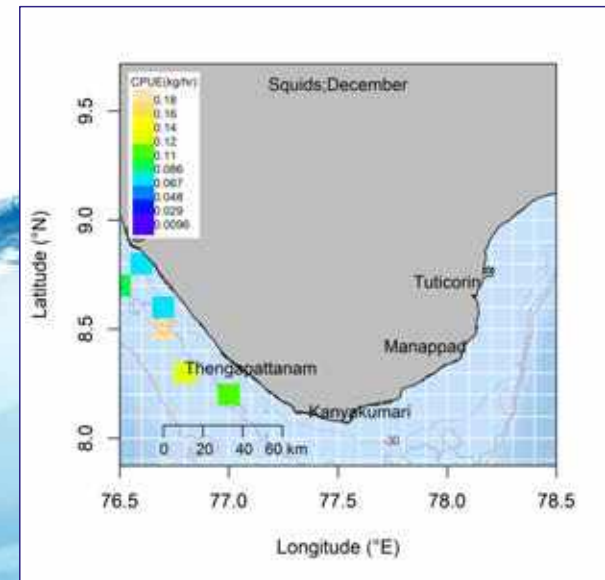 Squids;December
CPUE(kg/hr)
0.18
0.16
0.14
0.12
0.11
0.086
0.067
0.048
0.029
0.0096
9.5
9.0
8.5
8.0
Latitude (°N)
Tuticorin
Manappad
Thengapattanam
Kanyakumari
-30
0 20 40 60 km
76.5 77.0 77.5 78.0 78.5
Longitude (°E)